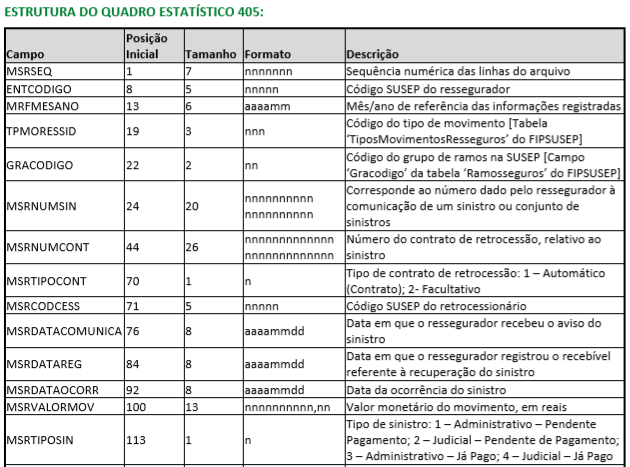 ESTRUTURA DO QUADRO ESTATÍSTICO 405:
Campo Posição Inicial Tamanho Formato Descrição
MSRSEQ 1 7 nnnnnnn Sequência numérica das linhas do arquivo
ENTCODIGO 8 5 nnnnn Código SUSEP do ressegurador
MRFMESANO 13 6 aaaamm Mês/ano de referência das informações registradas
TPMORESSID 19 3 nnn Código do tipo de movimento [Tabela
‘TiposMovimentosResseguros’ do FIPSUSEP]
GRACODIGO 22 2 nn Código do grupo de ramos na SUSEP [Campo
‘Gracodigo’ da tabela ‘Ramosseguros’ do FIPSUSEP]
MSRNUMSIN 24 20 nnnnnnnnnn
nnnnnnnnnn
Corresponde ao número dado pelo ressegurador à
comunicação de um sinistro ou conjunto de
sinistros
MSRNUMCONT 44 26 nnnnnnnnnnnnn
nnnnnnnnnnnnn
Número do contrato de retrocessão, relativo ao
sinistro
MSRTIPOCONT 70 1 n Tipo de contrato de retrocessão: 1 – Automático
(Contrato); 2- Facultativo
MSRCODCESS 71 5 nnnnn Código SUSEP do retrocessionário
MSRDATACOMUNICA 76 8 aaaammdd Data em que o ressegurador recebeu o aviso do
sinistro
MSRDATAREG 84 8 aaaammdd Data em que o ressegurador registrou o recebível
referente à recuperação do sinistro
MSRDATAOCORR 92 8 aaaammdd Data da ocorrência do sinistro
MSRVALORMOV 100 13 nnnnnnnnnn,nn Valor monetário do movimento, em reais
MSRTIPOSIN 113 1 n Tipo de sinistro: 1 – Administrativo – Pendente
Pagamento; 2 – Judicial – Pendente de Pagamento;
3 – Administrativo – Já Pago; 4 – Judicial – Já Pago